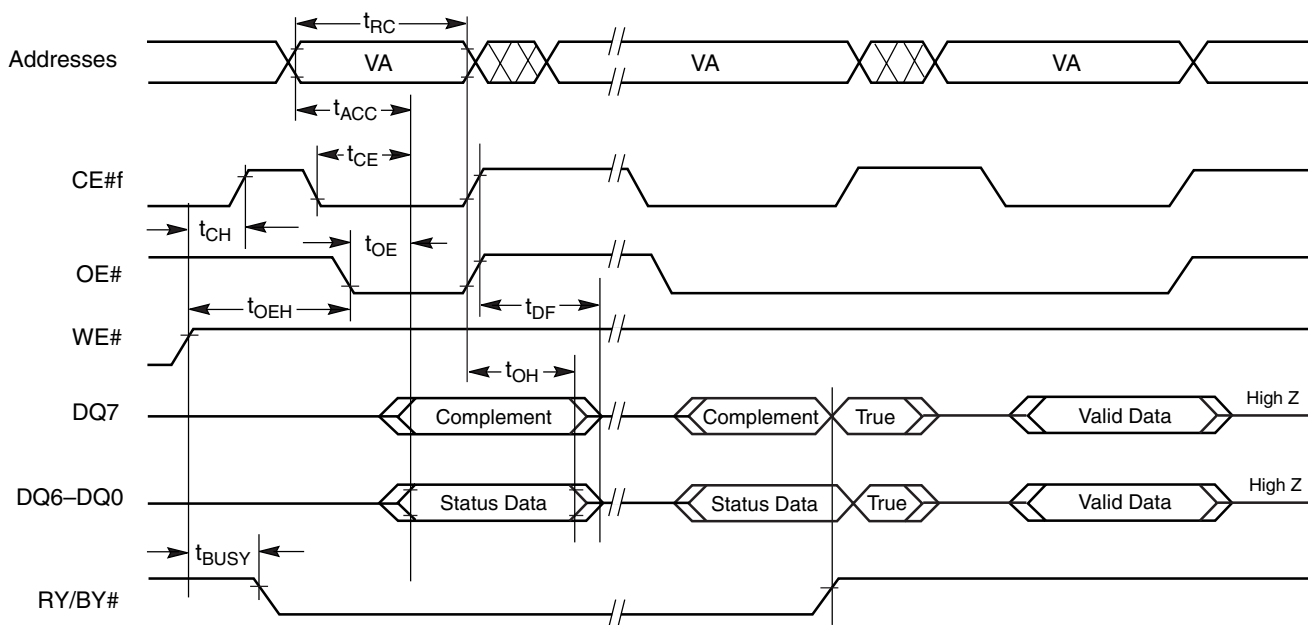 tRC
Addresses VA VA VA
tACC
tCE
CE#f
tCH tOE
OE#
tOEH tDF
WE#
tOH
DQ7 Complement Complement True Valid Data High Z
DQ6–DQ0 Status Data Status Data True Valid Data High Z
tBUSY
RY/BY#